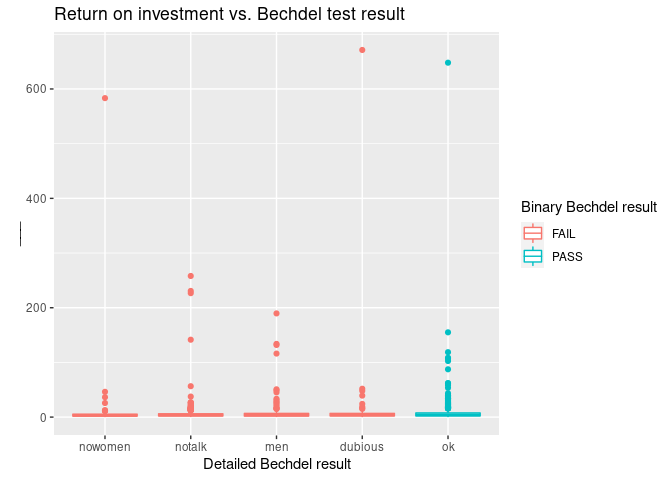 Return on investment vs. Bechdel test result
600
400
200
0
nowomen notalk men dubious ok
Detailed Bechdel result
Binary Bechdel result
FAIL
PASS